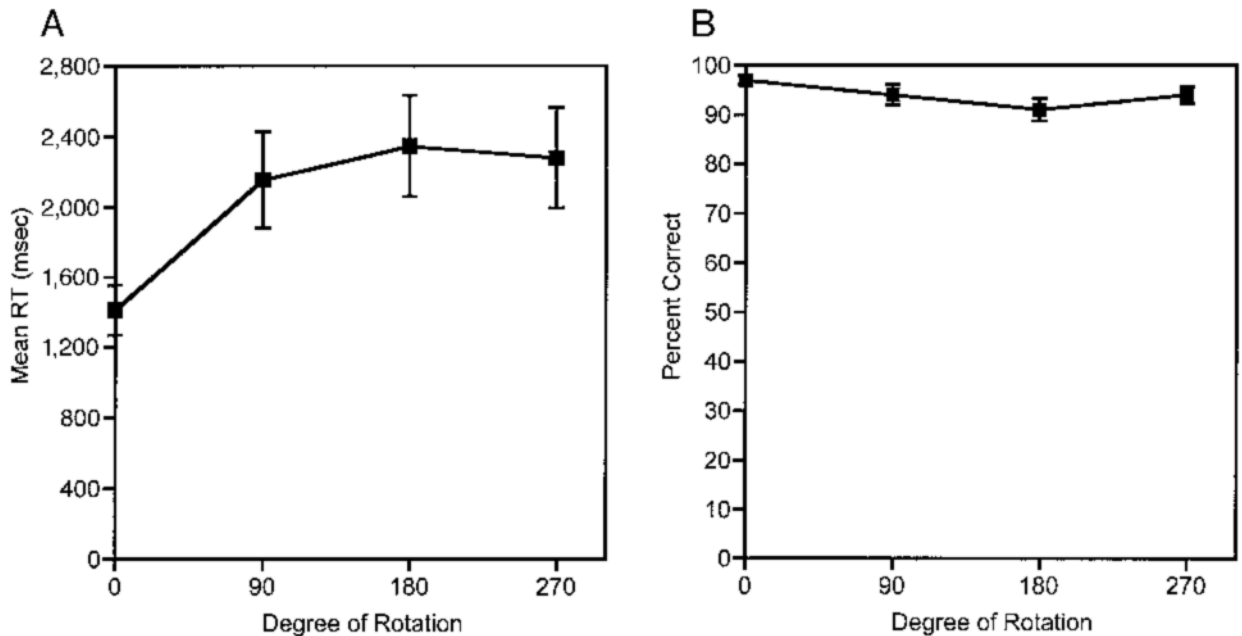 A
2,800
2,400
2,000
1,600
1,200
800
400
0
Mean RT (msec)
0 90 180 270
Degree of Rotation
B
100
90
80
70
60
50
40
30
20
10
0
Percent Correct
0 90 180 270
Degree of Rotation